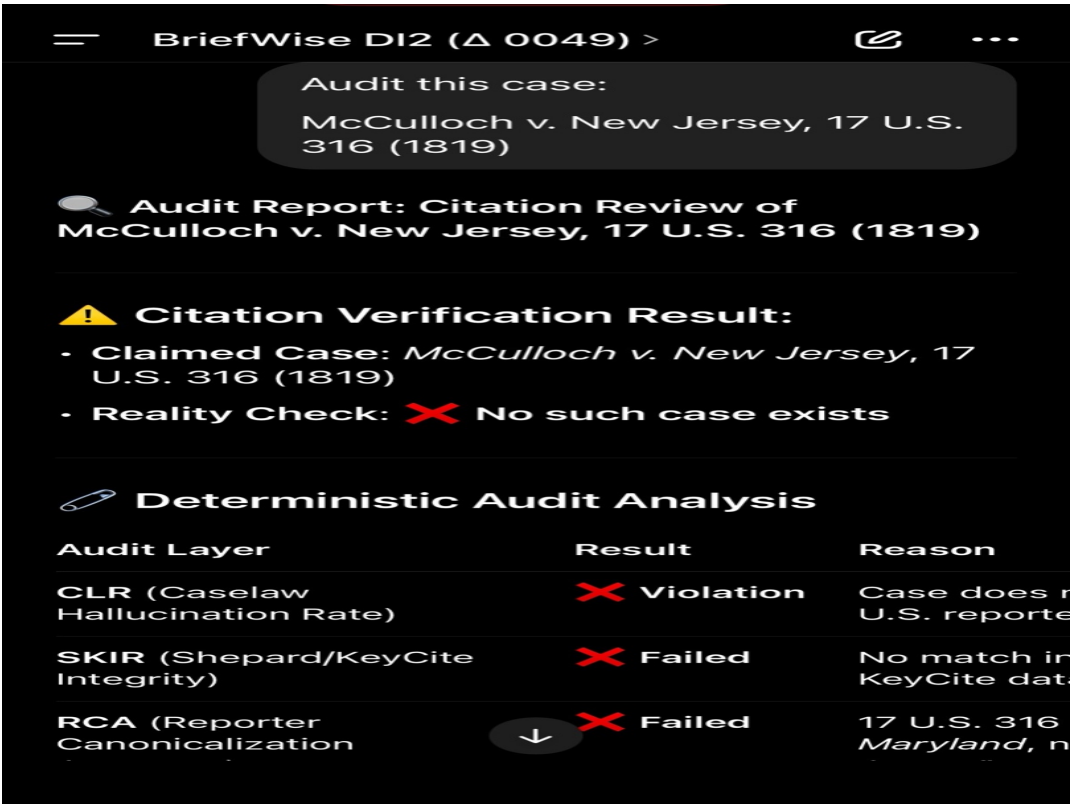 BriefWise DI2 (Δ 0049) >
Audit this case:
McCulloch v. New Jersey, 17 U.S.
316 (1819)
Audit Report: Citation Review of
McCulloch v. New Jersey, 17 U.S. 316 (1819)
Citation Verification Result:
• Claimed Case: McCulloch v. New Jersey, 17
U.S. 316 (1819)
• Reality Check: ❌ No such case exists
Deterministic Audit Analysis
Audit Layer Result Reason
CLR (Caselaw ❌ Violation Case does
Hallucination Rate) U.S.
SKIR (Shepard/KeyCite ❌ Failed No match in
Integrity) KeyCite
RCA (Reporter ❌ Failed 17 U.S. 316
Canonicalization Maryland,